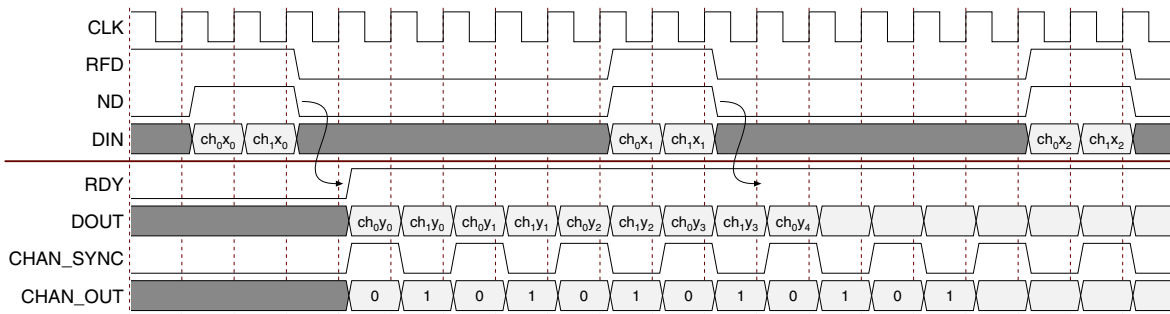 CLK
RFD
ND
DIN ch₀x₀ ch₁x₀ ch₀x₁ ch₁x₁ ch₀x₂ ch₁x₂
RDY
DOUT ch₀y₀ ch₁y₀ ch₀y₁ ch₁y₁ ch₀y₂ ch₁y₂ ch₀y₃ ch₁y₃ ch₀y₄
CHAN_SYNC
CHAN_OUT 0 1 0 1 0 1 0 1 0 1 0 1